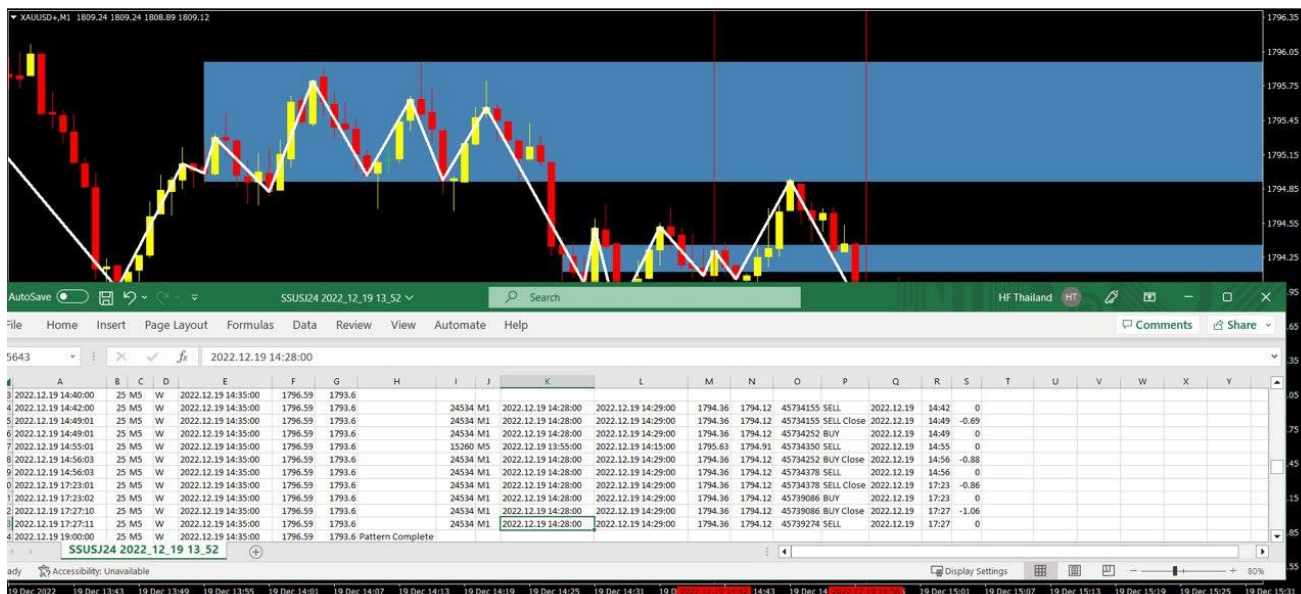 XAUUSD+,M1 1809.24 1809.24 1808.89 1809.12
1796.35
1796.05
1795.75
1795.45
1795.15
1794.85
1794.55
1794.25
AutoSave
SSUSJ24 2022_12_19 13_52
Search
HF Thailand
HT
.95
File Home Insert Page Layout Formulas Data Review View Automate Help
Comments
Share
.65
5643
fx
2022.12.19 14:28:00
.35
A B C D E F G H I J K L M N O P Q R S T U V W X Y
3 2022.12.19 14:40:00 25 M5 W 2022.12.19 14:35:00 1796.59 1793.6
.05
4 2022.12.19 14:42:00 25 M5 W 2022.12.19 14:35:00 1796.59 1793.6 24534 M1 2022.12.19 14:28:00 2022.12.19 14:29:00 1794.36 1794.12 45734155 SELL 2022.12.19 14:42 0
5 2022.12.19 14:49:01 25 M5 W 2022.12.19 14:35:00 1796.59 1793.6 24534 M1 2022.12.19 14:28:00 2022.12.19 14:29:00 1794.36 1794.12 45734155 SELL Close 2022.12.19 14:49 -0.69
6 2022.12.19 14:49:01 25 M5 W 2022.12.19 14:35:00 1796.59 1793.6 24534 M1 2022.12.19 14:28:00 2022.12.19 14:29:00 1794.36 1794.12 45734252 BUY 2022.12.19 14:49 0
.75
7 2022.12.19 14:55:01 25 M5 W 2022.12.19 14:35:00 1796.59 1793.6 15260 M5 2022.12.19 13:55:00 2022.12.19 14:15:00 1795.63 1794.91 45734350 SELL 2022.12.19 14:55 0
8 2022.12.19 14:56:03 25 M5 W 2022.12.19 14:35:00 1796.59 1793.6 24534 M1 2022.12.19 14:28:00 2022.12.19 14:29:00 1794.36 1794.12 45734252 BUY Close 2022.12.19 14:56 -0.88
.45
9 2022.12.19 14:56:03 25 M5 W 2022.12.19 14:35:00 1796.59 1793.6 24534 M1 2022.12.19 14:28:00 2022.12.19 14:29:00 1794.36 1794.12 45734378 SELL 2022.12.19 14:56 0
0 2022.12.19 17:23:01 25 M5 W 2022.12.19 14:35:00 1796.59 1793.6 24534 M1 2022.12.19 14:28:00 2022.12.19 14:29:00 1794.36 1794.12 45734378 SELL Close 2022.12.19 17:23 -0.86
1 2022.12.19 17:23:02 25 M5 W 2022.12.19 14:35:00 1796.59 1793.6 24534 M1 2022.12.19 14:28:00 2022.12.19 14:29:00 1794.36 1794.12 45739086 BUY 2022.12.19 17:23 0
.15
2 2022.12.19 17:27:10 25 M5 W 2022.12.19 14:35:00 1796.59 1793.6 24534 M1 2022.12.19 14:28:00 2022.12.19 14:29:00 1794.36 1794.12 45739086 BUY Close 2022.12.19 17:27 -1.06
3 2022.12.19 17:27:11 25 M5 W 2022.12.19 14:35:00 1796.59 1793.6 24534 M1 2022.12.19 14:28:00 2022.12.19 14:29:00 1794.36 1794.12 45739274 SELL 2022.12.19 17:27 0
4 2022.12.19 19:00:00 25 M5 W 2022.12.19 14:35:00 1796.59 1793.6 Pattern Complete
.85
SSUSJ24 2022_12_19 13_52
ady Accessibility: Unavailable
Display Settings
80%
.55
19 Dec 2022 19 Dec 13:43 19 Dec 13:49 19 Dec 13:55 19 Dec 14:01 19 Dec 14:07 19 Dec 14:13 19 Dec 14:19 19 Dec 14:25 19 Dec 14:31 19 D 14:43 19 Dec 14 19 Dec 15:01 19 Dec 15:07 19 Dec 15:13 19 Dec 15:19 19 Dec 15:25 19 Dec 15:31